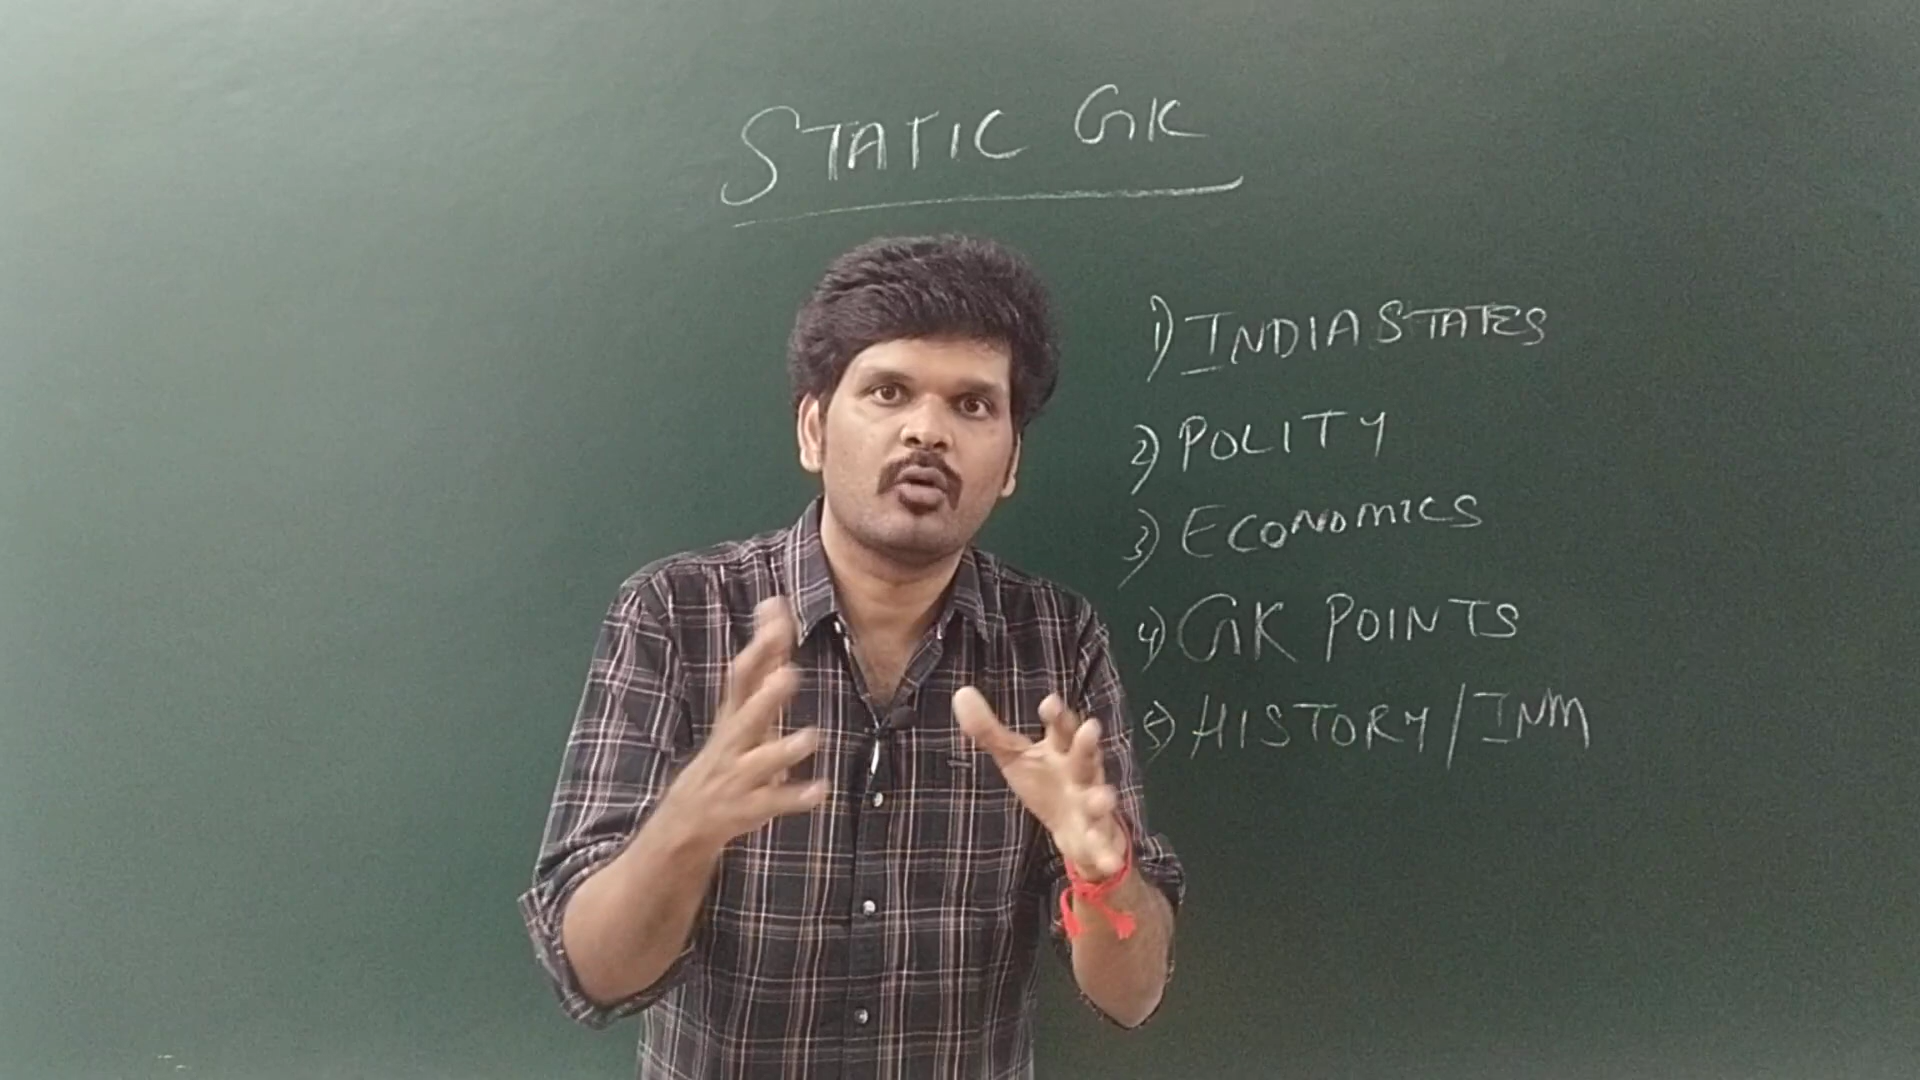 STATIC GK
1) INDIA STATES
2) POLITY
3) ECONOMICS
4) GK POINTS
5) HISTORY/INM